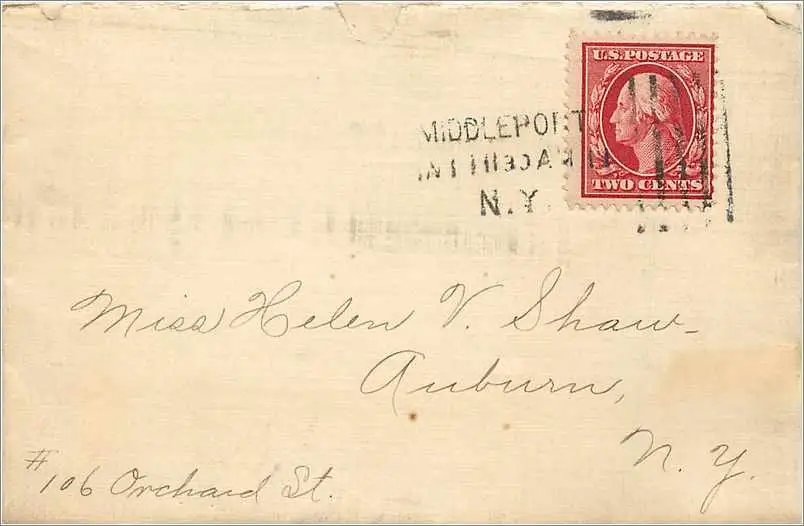 U.S. POSTAGE
TWO CENTS
MIDDLEPORT
N.Y.
Miss Helen V. Shaw
Auburn,
N. Y.
#106 Orchard St.